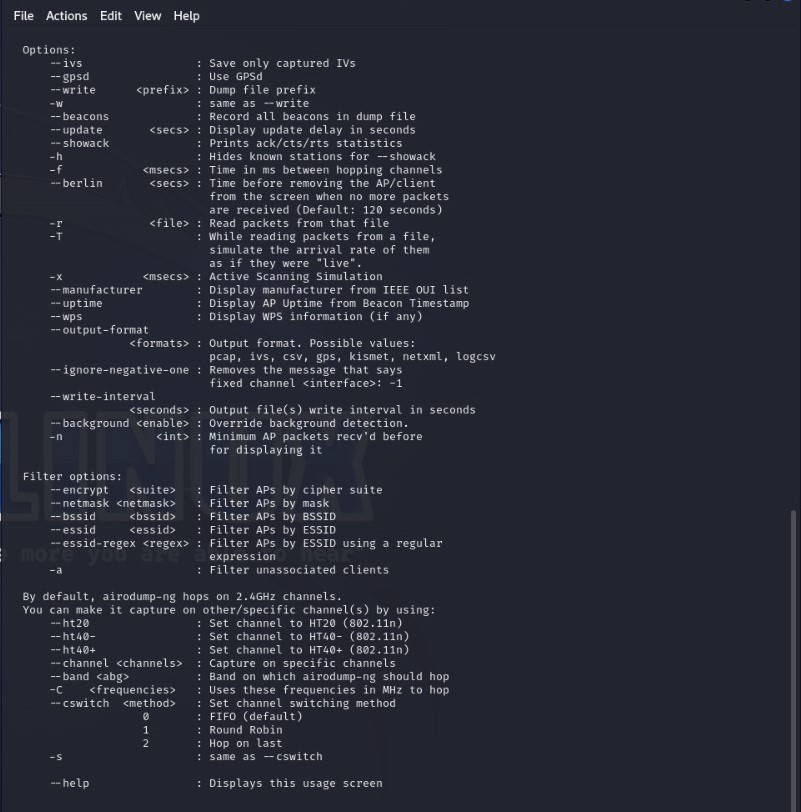 File Actions Edit View Help
Options:
--ivs : Save only captured IVs
--gpsd : Use GPSd
--write <prefix> : Dump file prefix
-w : same as --write
--beacons : Record all beacons in dump file
--update <secs> : Display update delay in seconds
--showack : Prints ack/cts/rts statistics
-h : Hides known stations for --showack
-f <msecs> : Time in ms between hopping channels
--berlin <secs> : Time before removing the AP/client
from the screen when no more packets
are received (Default: 120 seconds)
-r <file> : Read packets from that file
-T : While reading packets from a file,
simulate the arrival rate of them
as if they were "live".
-x <msecs> : Active Scanning Simulation
--manufacturer : Display manufacturer from IEEE OUI list
--uptime : Display AP Uptime from Beacon Timestamp
--wps : Display WPS information (if any)
--output-format
<formats> : Output format. Possible values:
pcap, ivs, csv, gps, kismet, netxml, logcsv
--ignore-negative-one : Removes the message that says
fixed channel <interface>: -1
--write-interval
<seconds> : Output file(s) write interval in seconds
--background <enable> : Override background detection.
-n <int> : Minimum AP packets recv'd before
for displaying it
LINUX
Filter options:
--encrypt <suite> : Filter APs by cipher suite
--netmask <netmask> : Filter APs by mask
--bssid <bssid> : Filter APs by BSSID
--essid <essid> : Filter APs by ESSID
--essid-regex <regex> : Filter APs by ESSID using a regular
expression
more you are able to hear
-a : Filter unassociated clients
By default, airodump-ng hops on 2.4GHz channels.
You can make it capture on other/specific channel(s) by using:
--ht20 : Set channel to HT20 (802.11n)
--ht40- : Set channel to HT40- (802.11n)
--ht40+ : Set channel to HT40+ (802.11n)
--channel <channels> : Capture on specific channels
--band <abg> : Band on which airodump-ng should hop
-C <frequencies> : Uses these frequencies in MHz to hop
--cswitch <method> : Set channel switching method
0 : FIFO (default)
1 : Round Robin
2 : Hop on last
-s : same as --cswitch
--help : Displays this usage screen